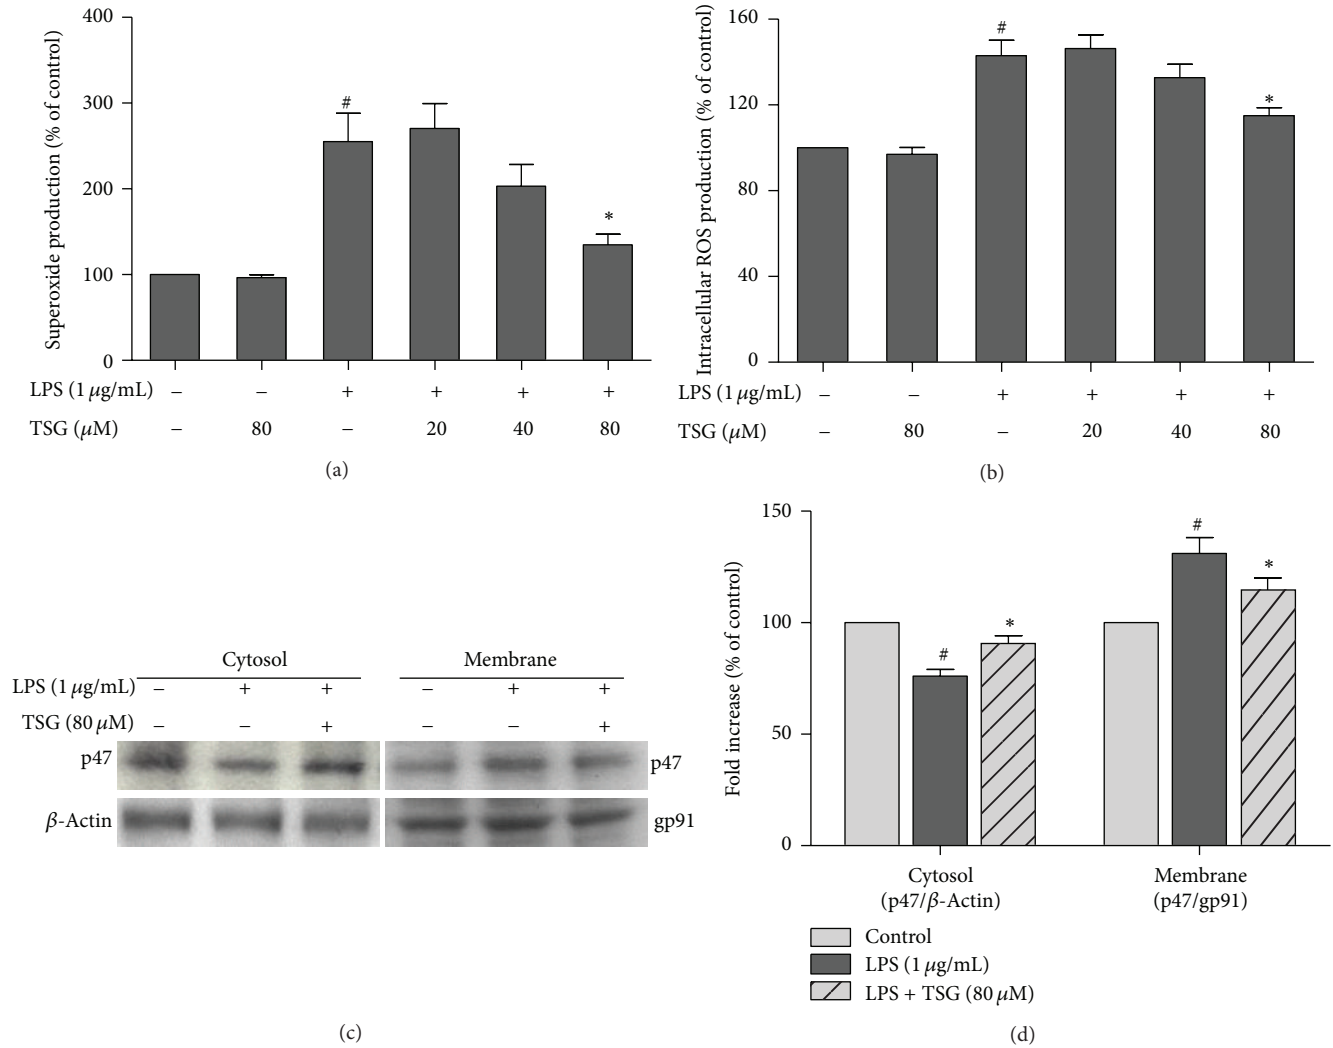 400
300
200
100
0
Superoxide production (% of control)
#
*
LPS (1 μg/mL) – – + + + +
TSG (μM) – 80 – 20 40 80
(a)
160
120
80
40
0
Intracellular ROS production (% of control)
#
*
LPS (1 μg/mL) – – + + + +
TSG (μM) – 80 – 20 40 80
(b)
Cytosol Membrane
LPS (1 μg/mL) – + + – + +
TSG (80 μM) – – + – – +
p47 p47
β-Actin gp91
(c)
150
100
50
0
Fold increase (% of control)
#
*
#
*
Cytosol
(p47/β-Actin)
Membrane
(p47/gp91)
Control
LPS (1 μg/mL)
LPS + TSG (80 μM)
(d)